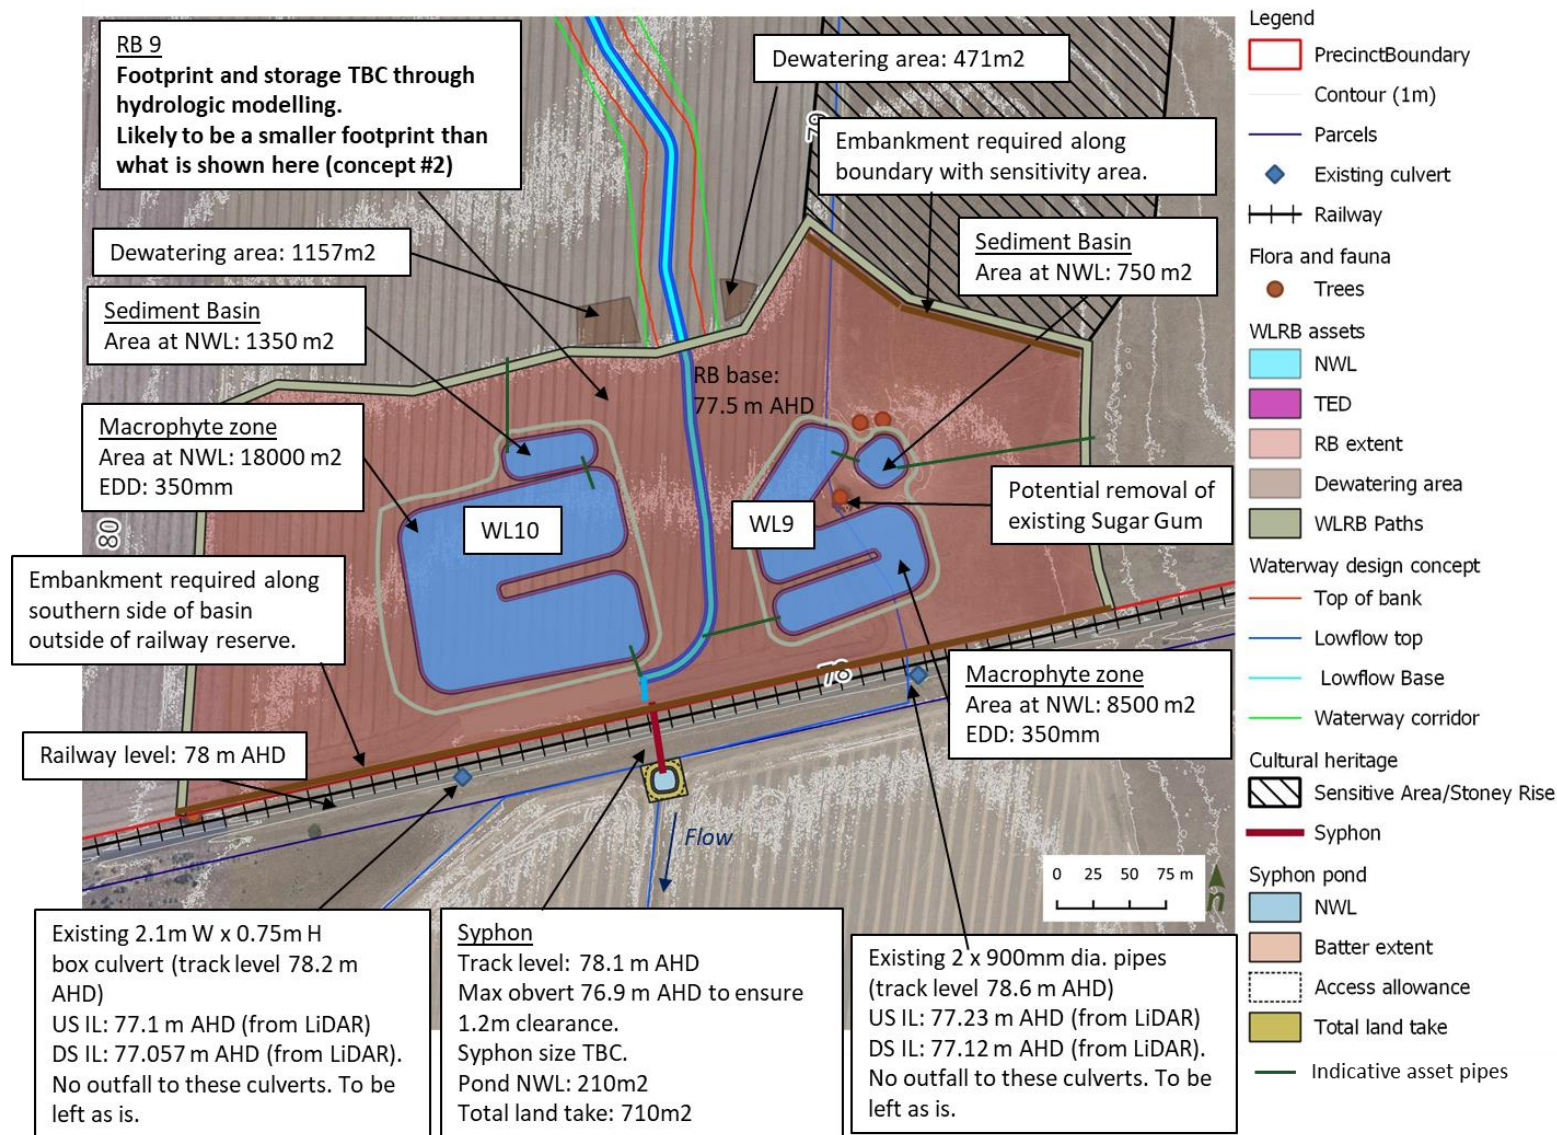 RB 9
Footprint and storage TBC through
hydrologic modelling.
Likely to be a smaller footprint than
what is shown here (concept #2)
Dewatering area: 471m2
79
Embankment required along
boundary with sensitivity area.
Dewatering area: 1157m2
Sediment Basin
Area at NWL: 750 m2
Sediment Basin
Area at NWL: 1350 m2
RB base:
77.5 m AHD
Macrophyte zone
Area at NWL: 18000 m2
EDD: 350mm
80
WL10
WL9
Potential removal of
existing Sugar Gum
Embankment required along
southern side of basin
outside of railway reserve.
78
Macrophyte zone
Area at NWL: 8500 m2
EDD: 350mm
Railway level: 78 m AHD
Flow
0 25 50 75 m
n
Existing 2.1m W x 0.75m H
box culvert (track level 78.2 m
AHD)
US IL: 77.1 m AHD (from LiDAR)
DS IL: 77.057 m AHD (from LiDAR).
No outfall to these culverts. To be
left as is.
Syphon
Track level: 78.1 m AHD
Max obvert 76.9 m AHD to ensure
1.2m clearance.
Syphon size TBC.
Pond NWL: 210m2
Total land take: 710m2
Existing 2 x 900mm dia. pipes
(track level 78.6 m AHD)
US IL: 77.23 m AHD (from LiDAR)
DS IL: 77.12 m AHD (from LiDAR).
No outfall to these culverts. To be
left as is.
Legend
PrecinctBoundary
Contour (1m)
Parcels
Existing culvert
Railway
Flora and fauna
Trees
WLRB assets
NWL
TED
RB extent
Dewatering area
WLRB Paths
Waterway design concept
Top of bank
Lowflow top
Lowflow Base
Waterway corridor
Cultural heritage
Sensitive Area/Stoney Rise
Syphon
Syphon pond
NWL
Batter extent
Access allowance
Total land take
Indicative asset pipes